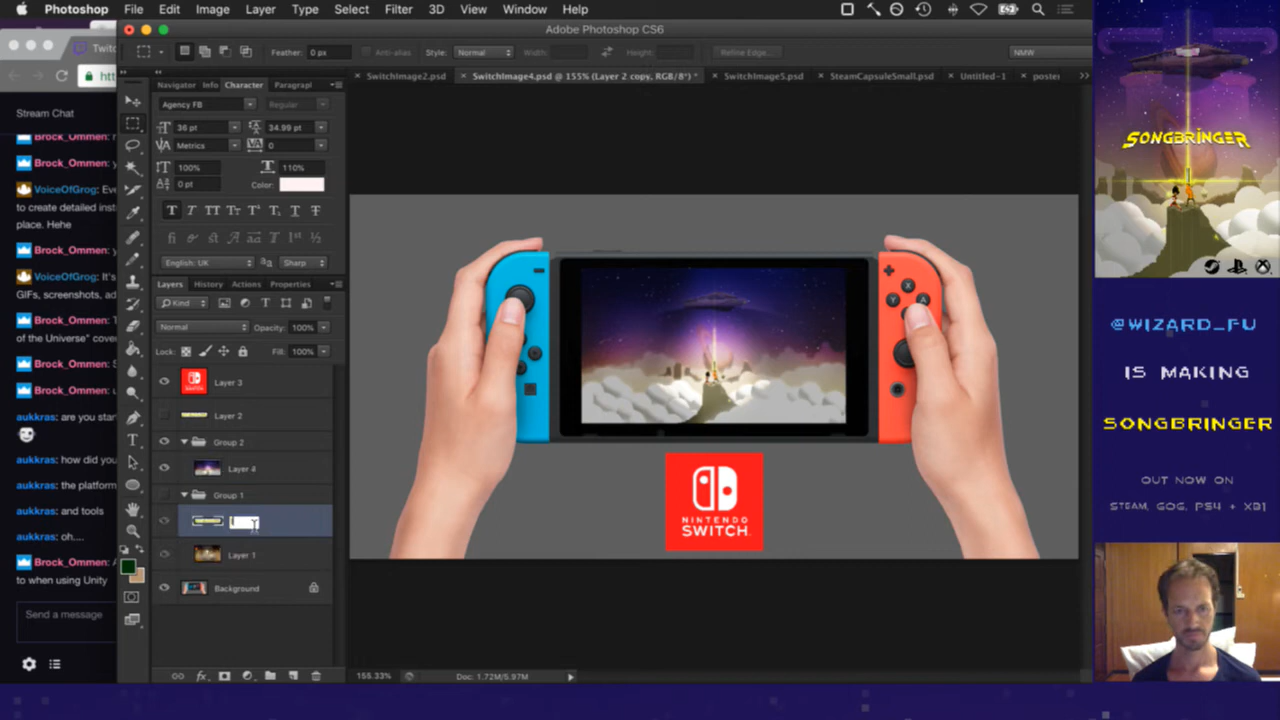 Photoshop File Edit Image Layer Type Select Filter 3D View Window Help
Adobe Photoshop CS6
Feather: 0 px Anti-alias Style: Normal Width: Height: Refine Edge... NMW
SwitchImage2.psd SwitchImage4.psd @ 155% (Layer 2 copy, RGB/8*) * SwitchImage5.psd SteamCapsuleSmall.psd Untitled-1 poster
Navigator Info Character Paragrapl
Agency FB Regular
36 pt 34.99 pt
Metrics 0
100% 110%
0 pt Color:
English: UK Sharp
Layers History Actions Properties
Kind
Normal Opacity: 100%
Lock: Fill: 100%
Layer 3
Layer 2
Group 2
Layer 4
Group 1
Layer 1
Background
155.33% Doc: 1.72M/5.97M
NINTENDO
SWITCH
Stream Chat
Brock_Ommen:
Brock_Ommen: y
VoiceOfGrog: Eve
to create detailed inst
place. Hehe
Brock_Ommen: y
VoiceOfGrog: It's
GIFs, screenshots, ad
Brock_Ommen: T
of the Universe" cover
Brock_Ommen:
Brock_Ommen: u
aukkras: are you star
aukkras: how did you
aukkras: the platform
aukkras: and tools
aukkras: oh....
Brock_Ommen: A
to when using Unity
Send a message
SONGBRINGER
@WIZARD_FU
IS MAKING
SONGBRINGER
OUT NOW ON
STEAM, GOG, PS4 + XB1